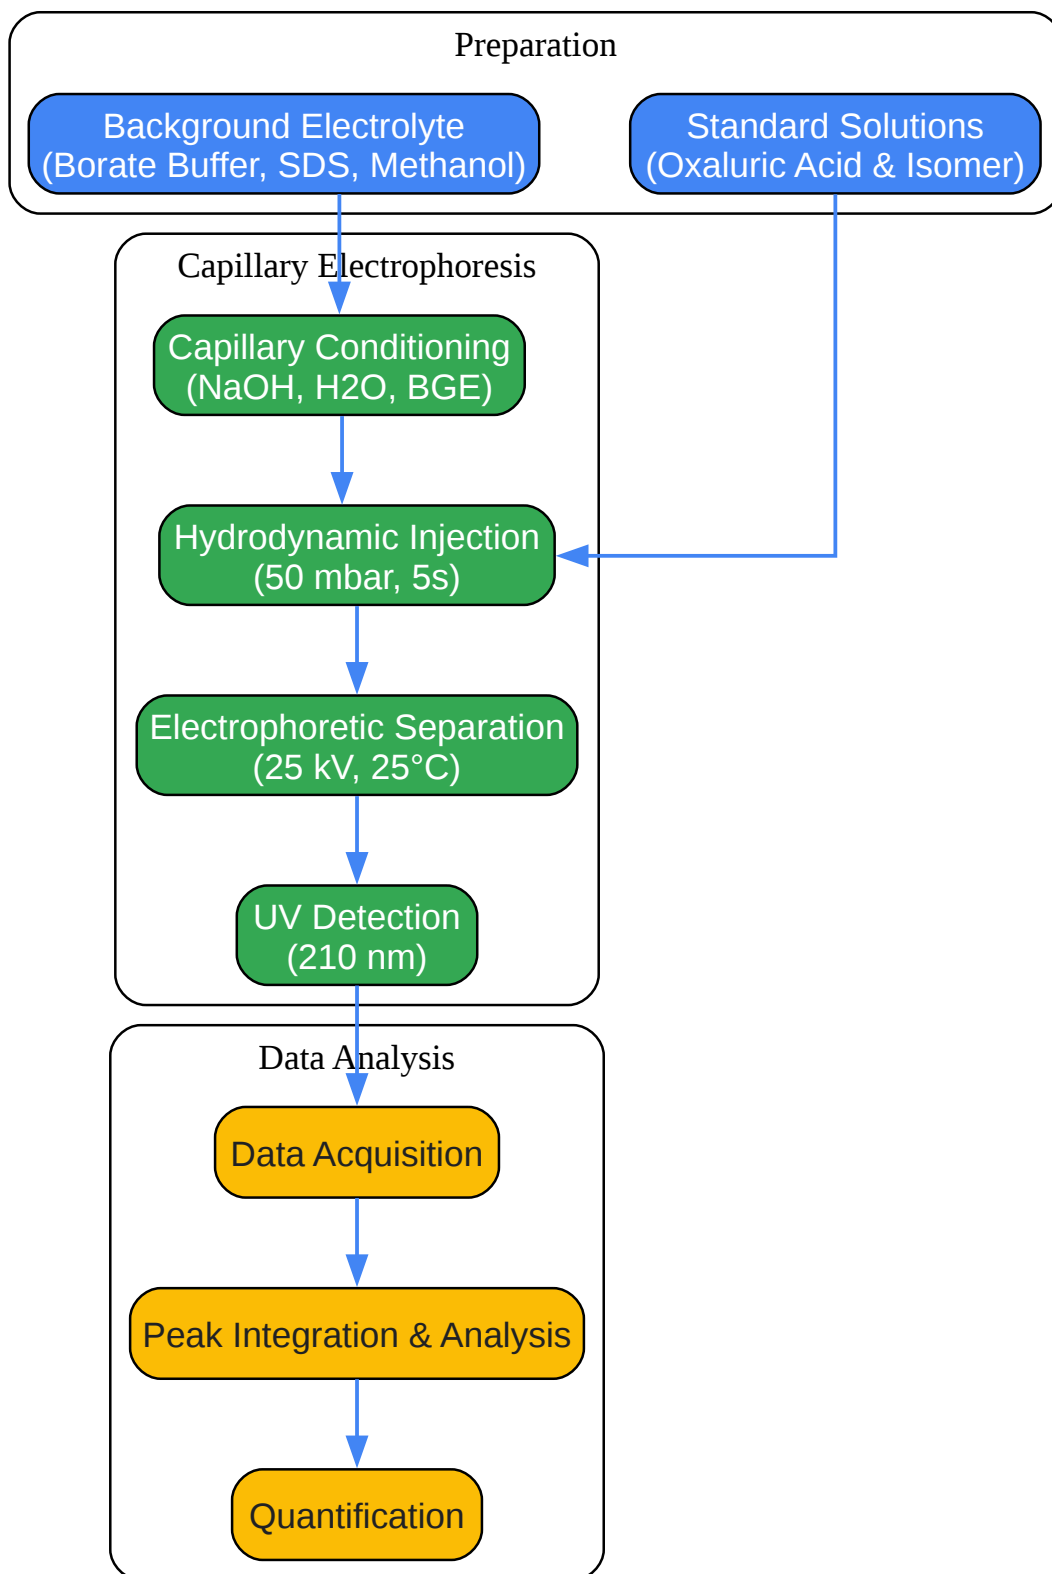 Preparation
Background Electrolyte
(Borate Buffer, SDS, Methanol)
Standard Solutions
(Oxaluric Acid & Isomer)
Capillary Electrophoresis
Capillary Conditioning
(NaOH, H2O, BGE)
Hydrodynamic Injection
(50 mbar, 5s)
Electrophoretic Separation
(25 kV, 25°C)
UV Detection
(210 nm)
Data Analysis
Data Acquisition
Peak Integration & Analysis
Quantification